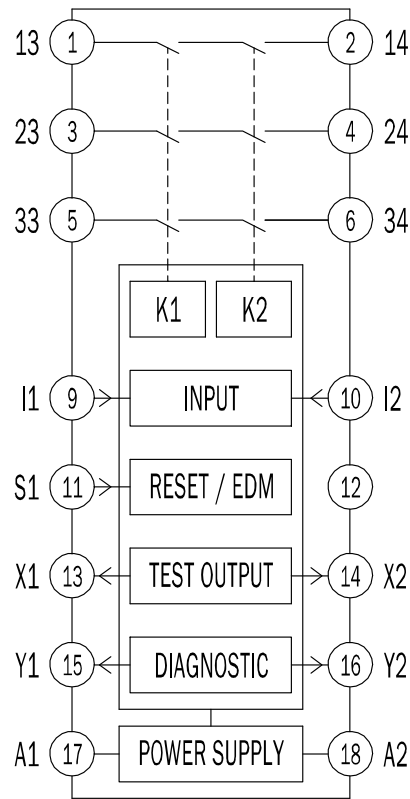 13 1 2 14
23 3 4 24
33 5 6 34
K1 K2
I1 9 INPUT 10 I2
S1 11 RESET / EDM 12
X1 13 TEST OUTPUT 14 X2
Y1 15 DIAGNOSTIC 16 Y2
A1 17 POWER SUPPLY 18 A2